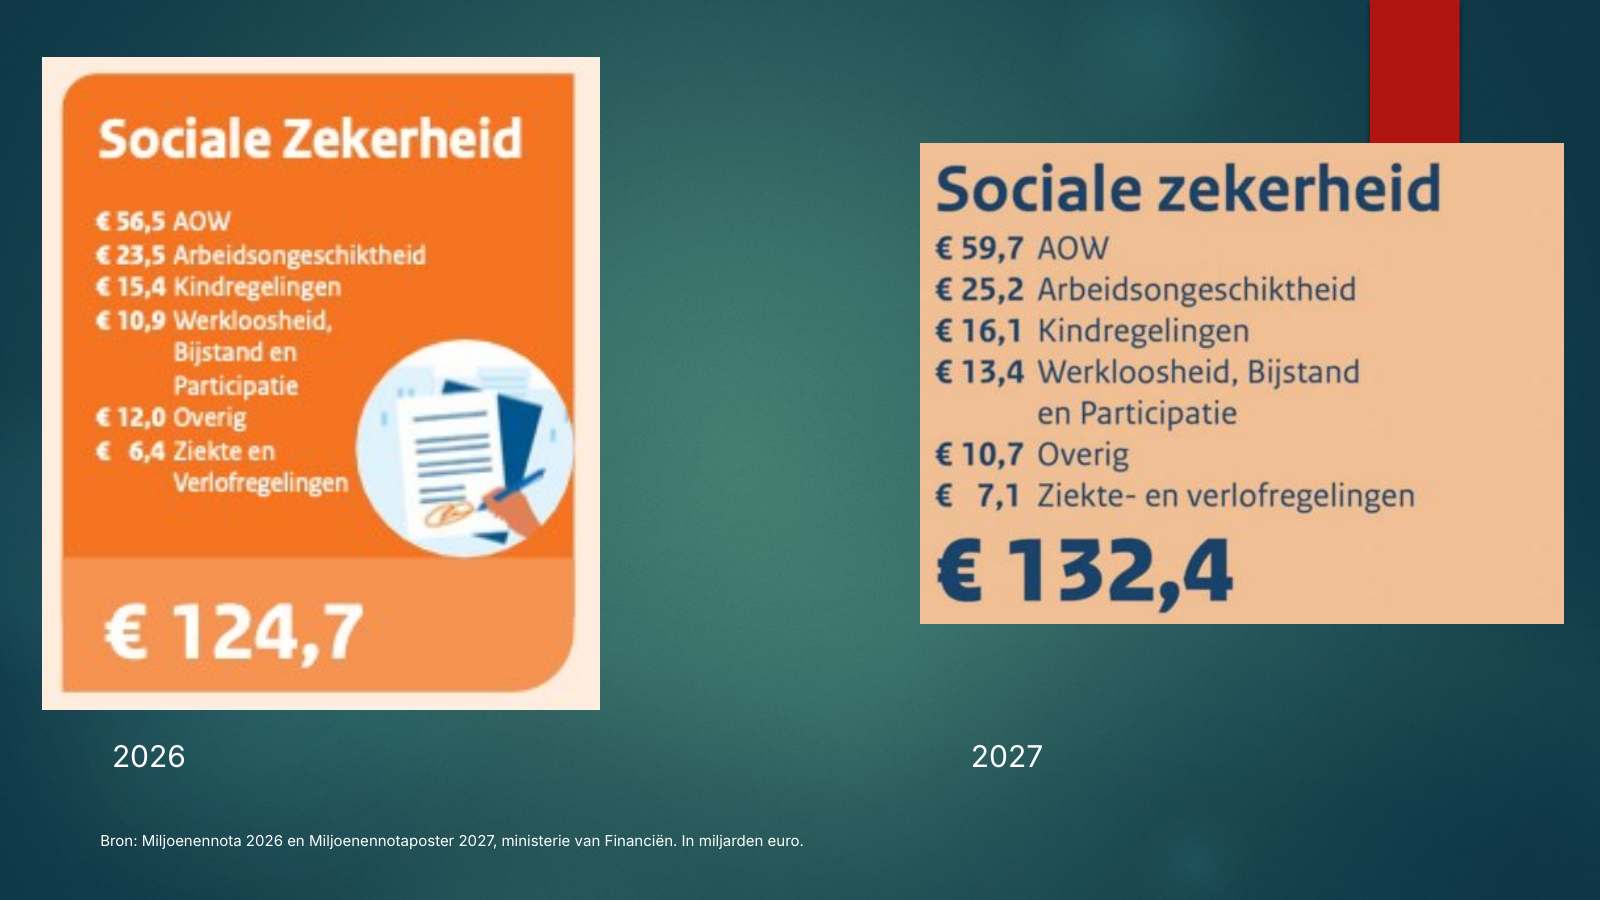 Sociale Zekerheid
€ 56,5 AOW
€ 23,5 Arbeidsongeschiktheid
€ 15,4 Kindregelingen
€ 10,9 Werkloosheid,
Bijstand en
Participatie
€ 12,0 Overig
€ 6,4 Ziekte en
Verlofregelingen
€ 124,7
2026
Sociale zekerheid
€ 59,7 AOW
€ 25,2 Arbeidsongeschiktheid
€ 16,1 Kindregelingen
€ 13,4 Werkloosheid, Bijstand
en Participatie
€ 10,7 Overig
€ 7,1 Ziekte- en verlofregelingen
€ 132,4
2027
Bron: Miljoenennota 2026 en Miljoenennotaposter 2027, ministerie van Financiën. In miljarden euro.